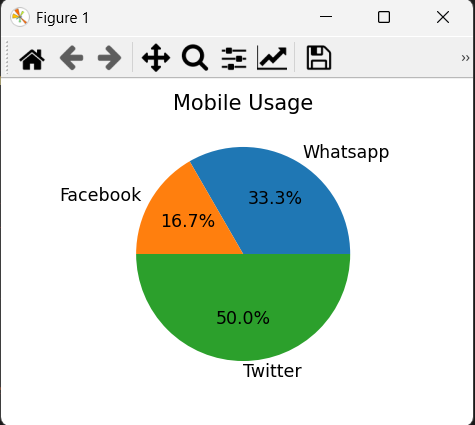 Figure 1
Mobile Usage
Whatsapp
33.3%
Facebook
16.7%
50.0%
Twitter